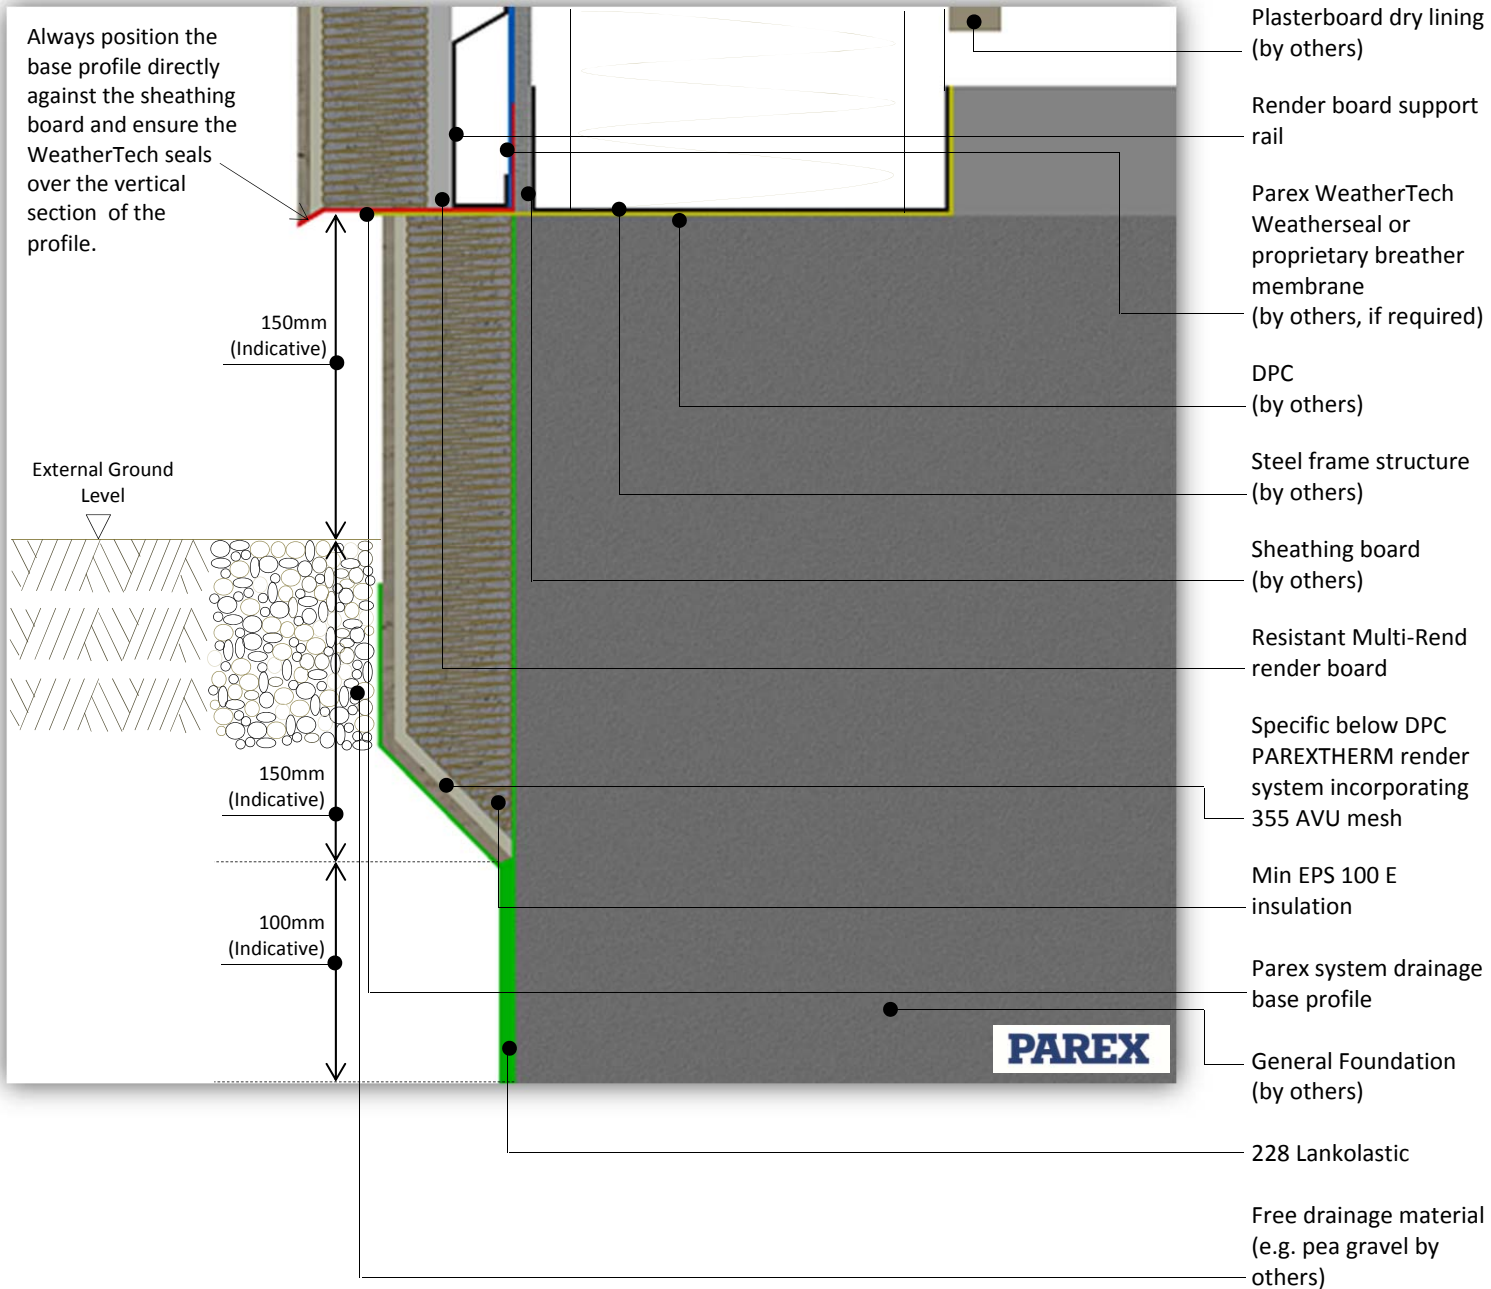 Always position the
base profile directly
against the sheathing
board and ensure the
WeatherTech seals
over the vertical
section of the
profile.
150mm
(Indicative)
External Ground
Level
150mm
(Indicative)
100mm
(Indicative)
Plasterboard dry lining
(by others)
Render board support
rail
Parex WeatherTech
Weatherseal or
proprietary breather
membrane
(by others, if required)
DPC
(by others)
Steel frame structure
(by others)
Sheathing board
(by others)
Resistant Multi-Rend
render board
Specific below DPC
PAREXTHERM render
system incorporating
355 AVU mesh
Min EPS 100 E
insulation
Parex system drainage
base profile
General Foundation
(by others)
228 Lankolastic
Free drainage material
(e.g. pea gravel by
others)
PAREX